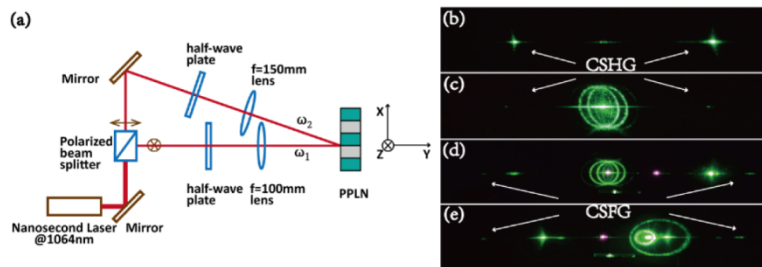 (a)
Mirror
half-wave
plate
f=150mm
lens
Polarized
beam
splitter
ω2
ω1
X
Z
Y
half-wave
plate
f=100mm
lens
PPLN
Nanosecond Laser
@1064nm
Mirror
(b)
CSHG
(c)
(d)
CSFG
(e)